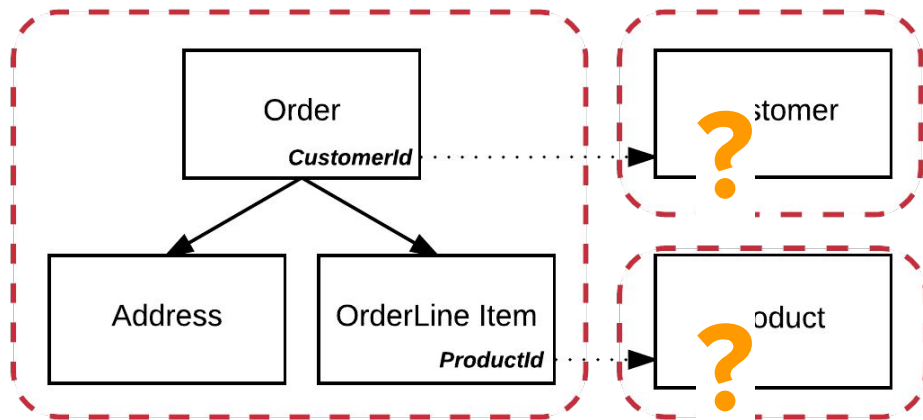 Order
stomer
CustomerId
?
Address
OrderLine Item
oduct
ProductId
?